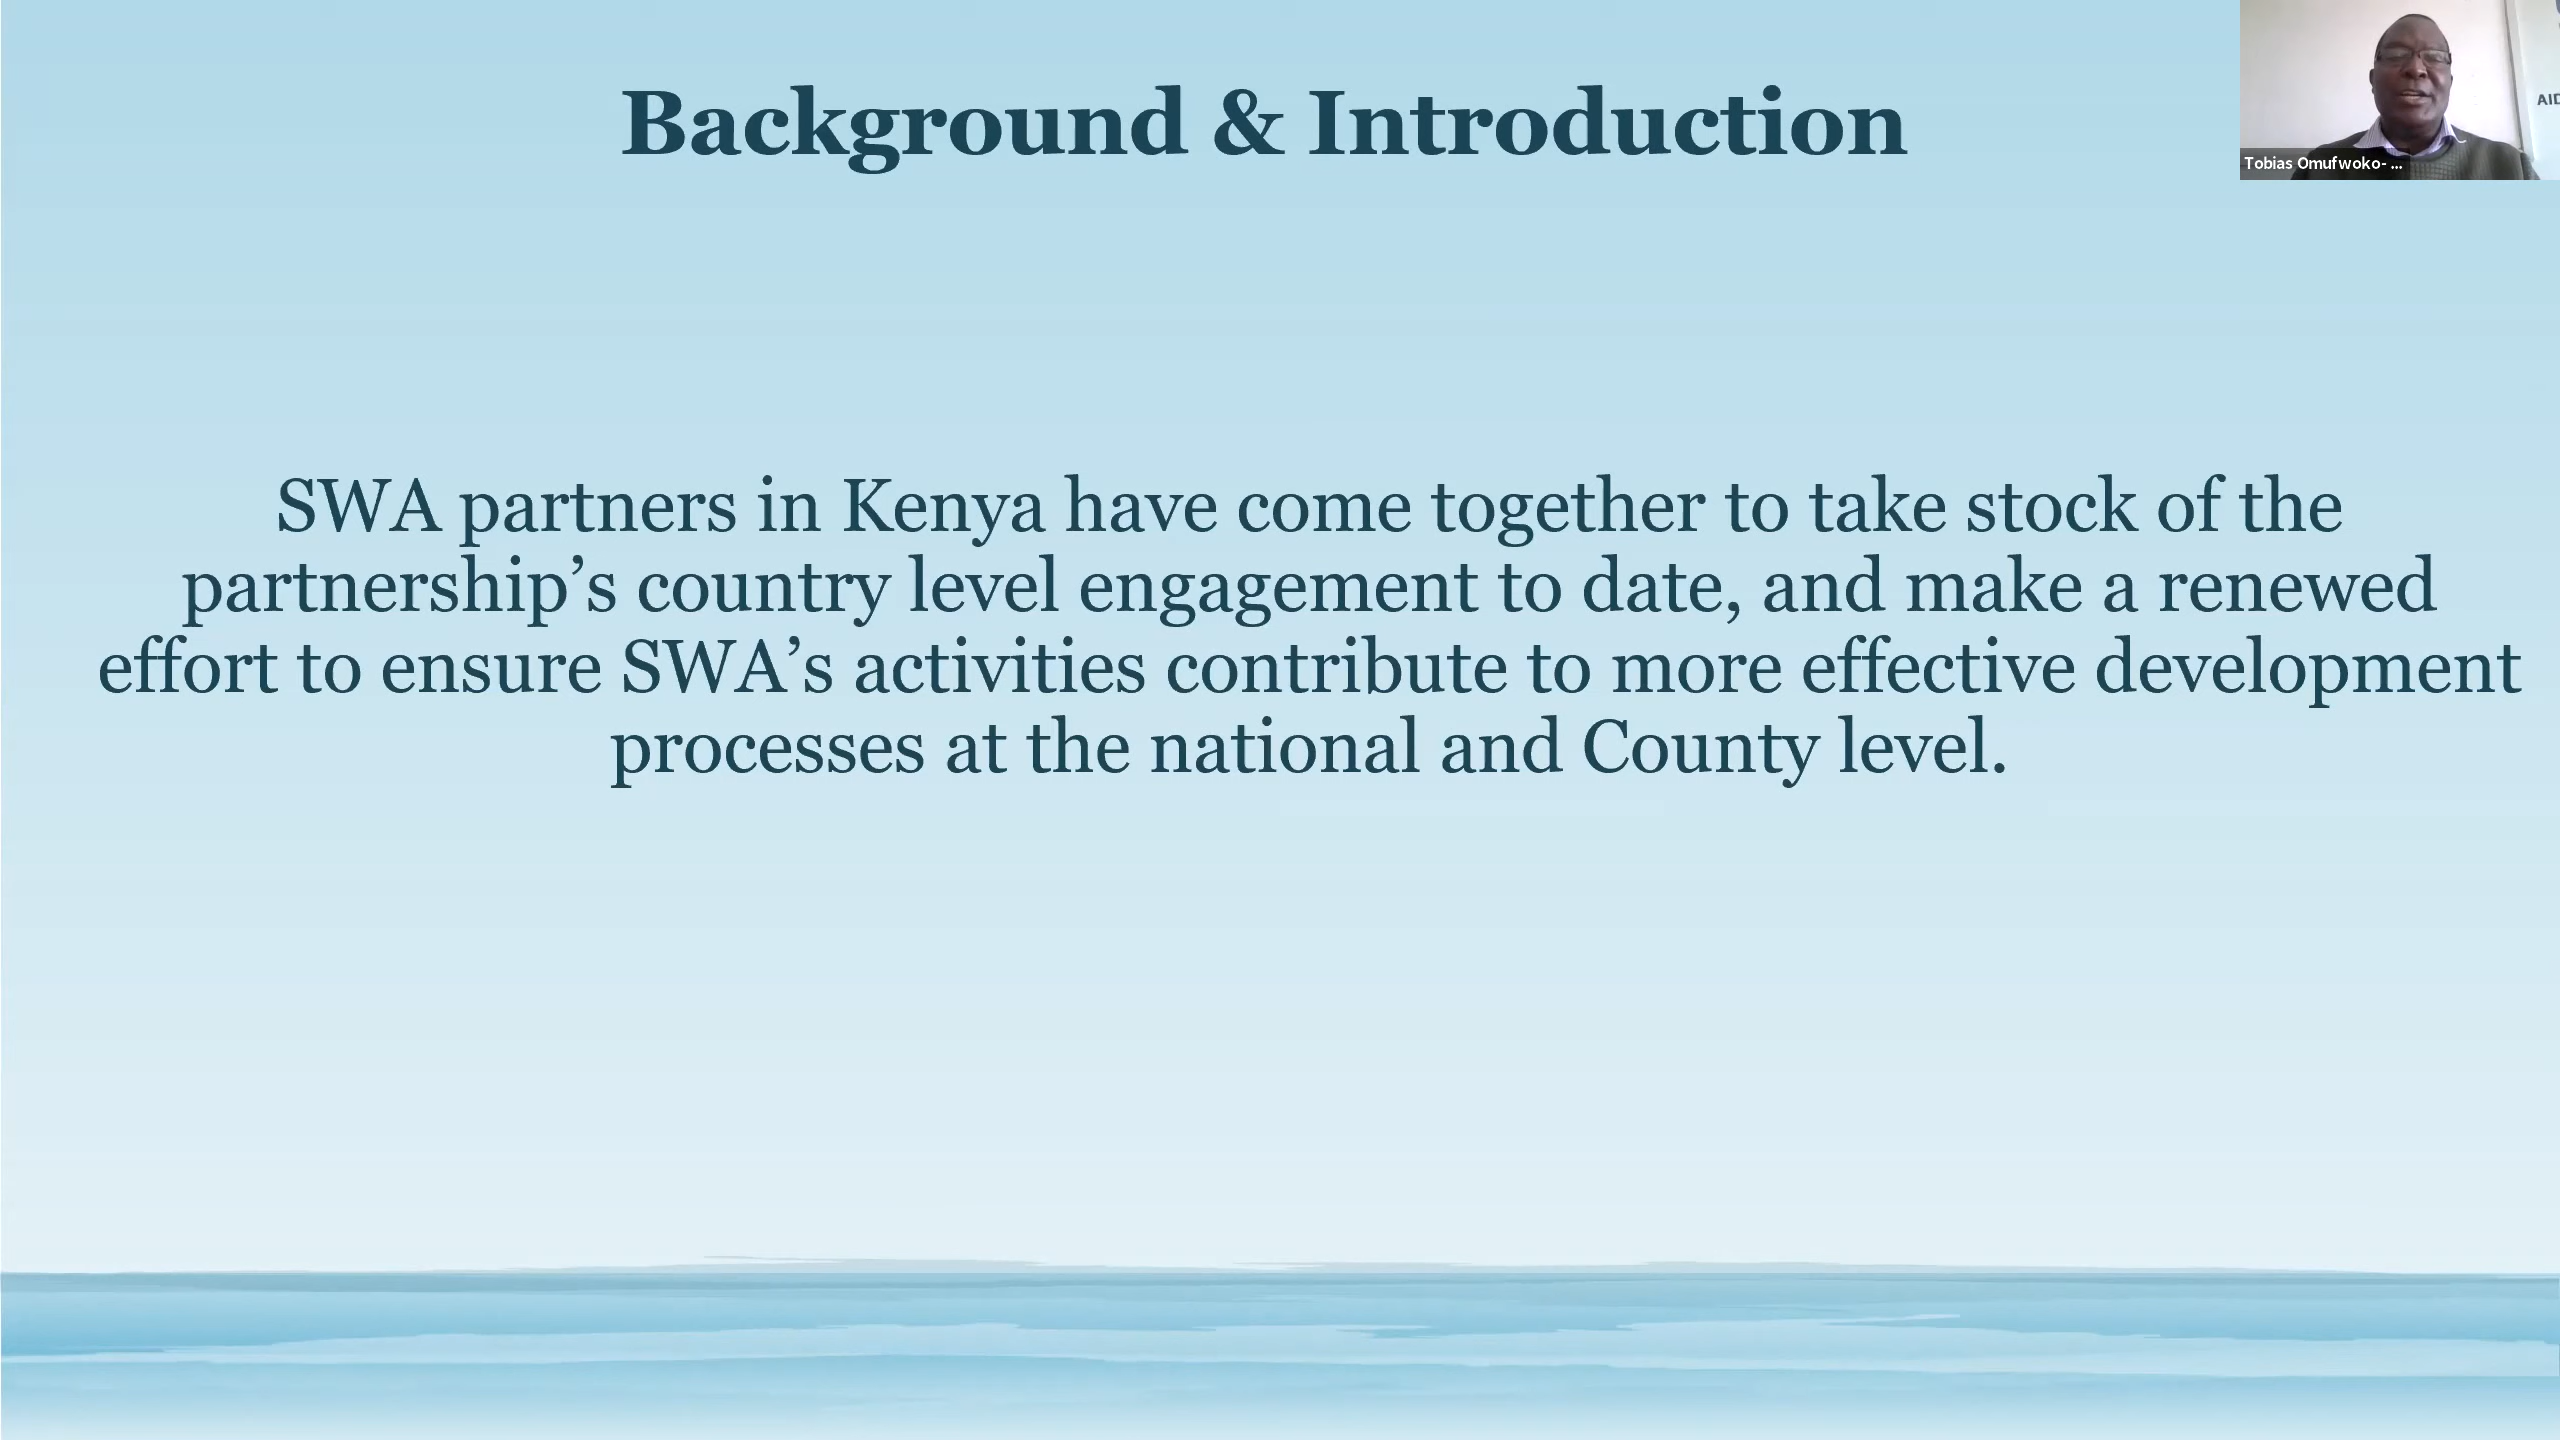 Background & Introduction
AID
Tobias Omufwoko- ...
SWA partners in Kenya have come together to take stock of the
partnership’s country level engagement to date, and make a renewed
effort to ensure SWA’s activities contribute to more effective development
processes at the national and County level.